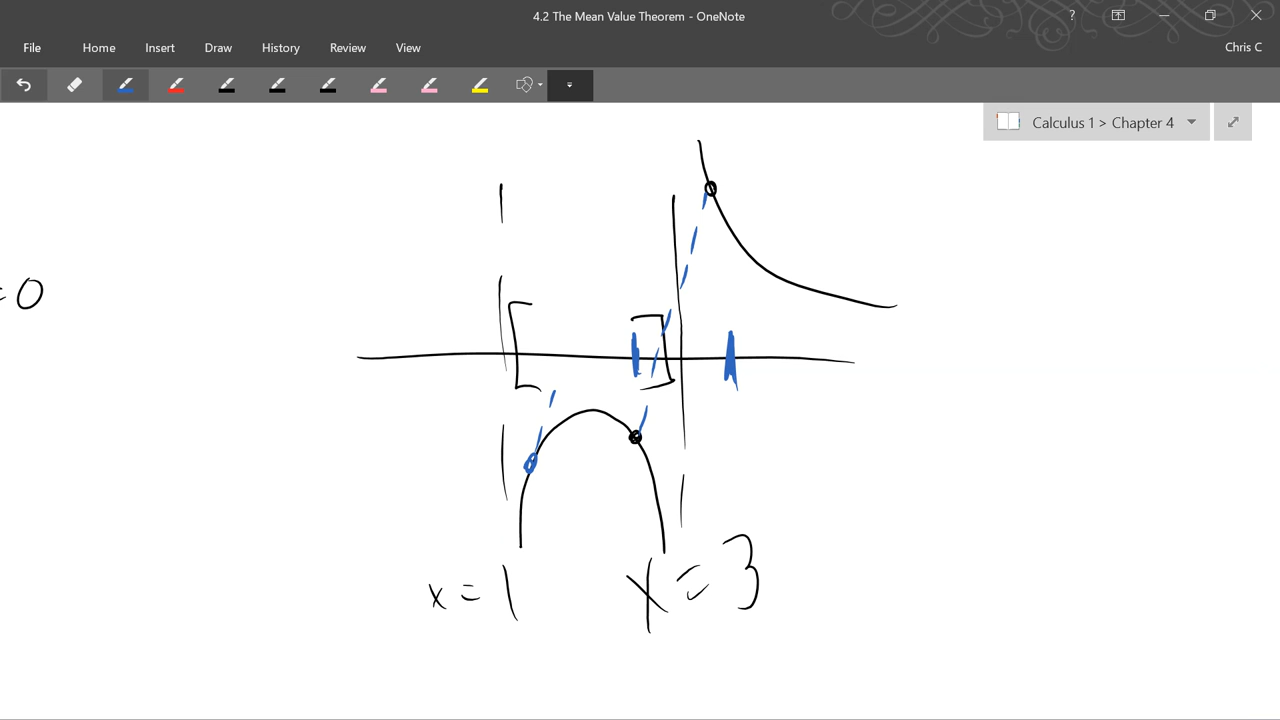 4.2 The Mean Value Theorem - OneNote
?
File Home Insert Draw History Review View
Chris C
Calculus 1 > Chapter 4
= 0
x = 1
x = 3